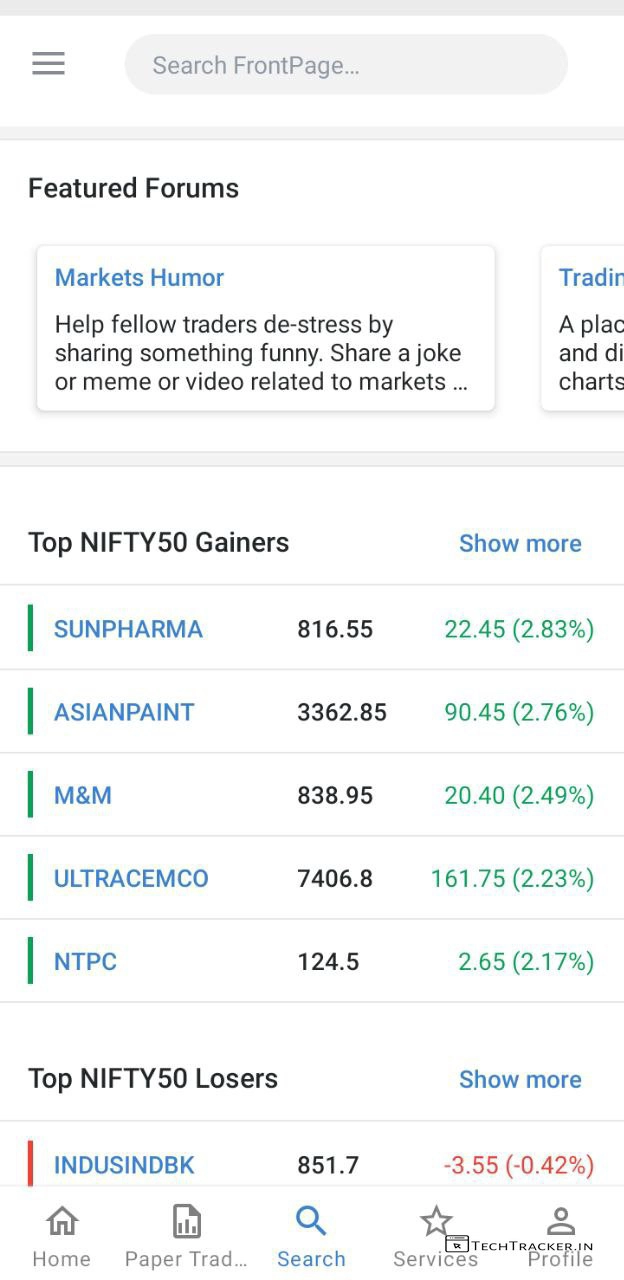 Search FrontPage...
Featured Forums
Markets Humor
Help fellow traders de-stress by
sharing something funny. Share a joke
or meme or video related to markets ...
Tradin
A plac
and di
charts
Top NIFTY50 Gainers Show more
SUNPHARMA 816.55 22.45 (2.83%)
ASIANPAINT 3362.85 90.45 (2.76%)
M&M 838.95 20.40 (2.49%)
ULTRACEMCO 7406.8 161.75 (2.23%)
NTPC 124.5 2.65 (2.17%)
Top NIFTY50 Losers Show more
INDUSINDBK 851.7 -3.55 (-0.42%)
TECHTRACKER.IN
Home Paper Trad... Search Services Profile